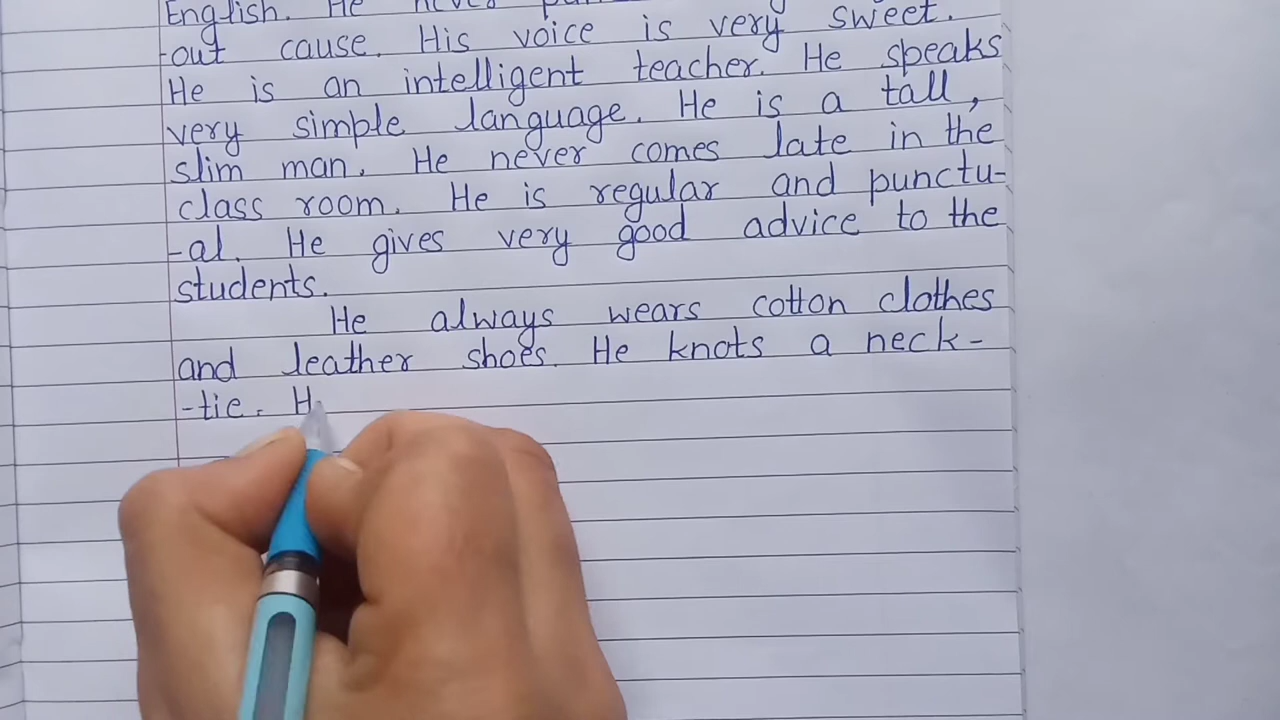 English. He never
-out cause. His voice is very sweet.
He is an intelligent teacher. He speaks
very simple language. He is a tall,
slim man. He never comes late in the
class room. He is regular and punctu-
-al. He gives very good advice to the
students.
He always wears cotton clothes
and leather shoes. He knots a neck-
-tie. H